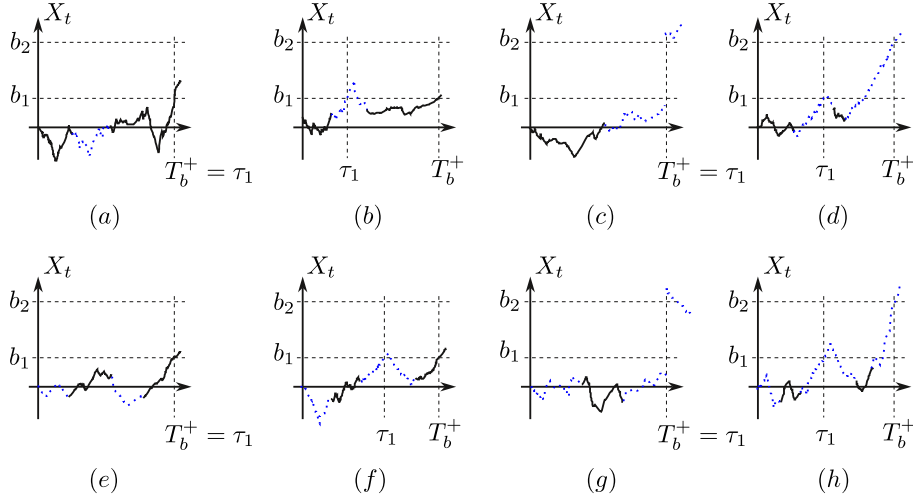 X_t X_t X_t X_t
b_2 b_2 b_2 b_2
b_1 b_1 b_1 b_1
T_b^+ = τ_1 τ_1 T_b^+ T_b^+ = τ_1 τ_1 T_b^+
(a) (b) (c) (d)
X_t X_t X_t X_t
b_2 b_2 b_2 b_2
b_1 b_1 b_1 b_1
T_b^+ = τ_1 τ_1 T_b^+ T_b^+ = τ_1 τ_1 T_b^+
(e) (f) (g) (h)